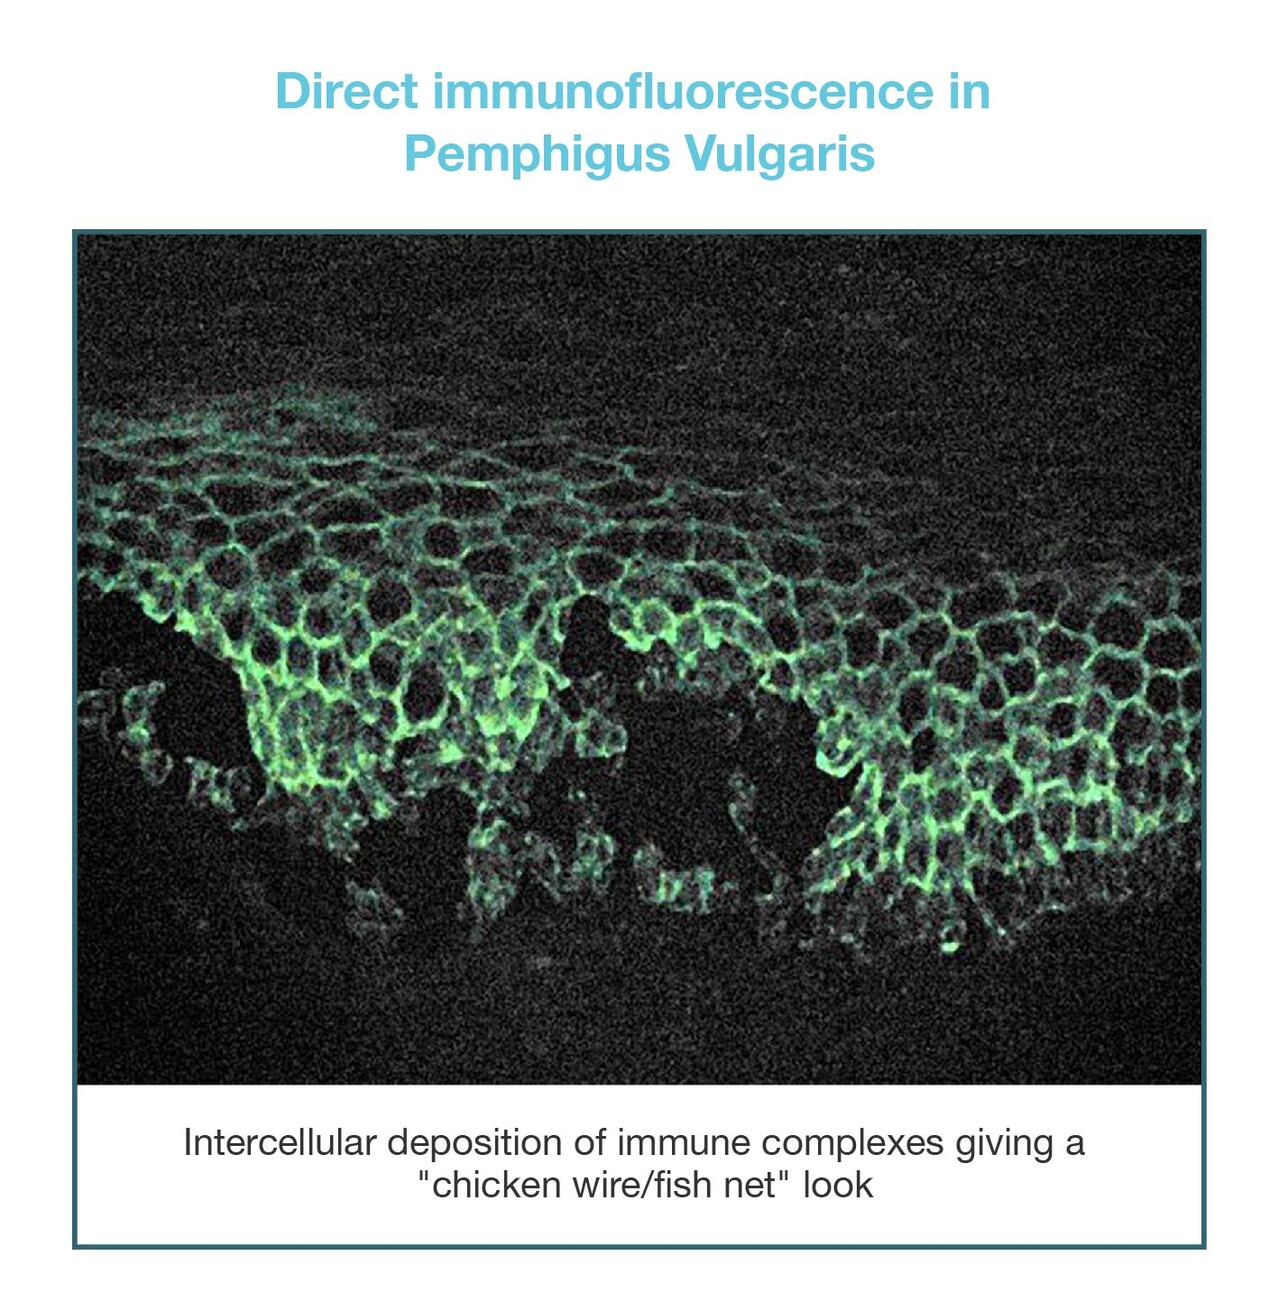 Direct immunofluorescence in
Pemphigus Vulgaris
Intercellular deposition of immune complexes giving a
"chicken wire/fish net" look